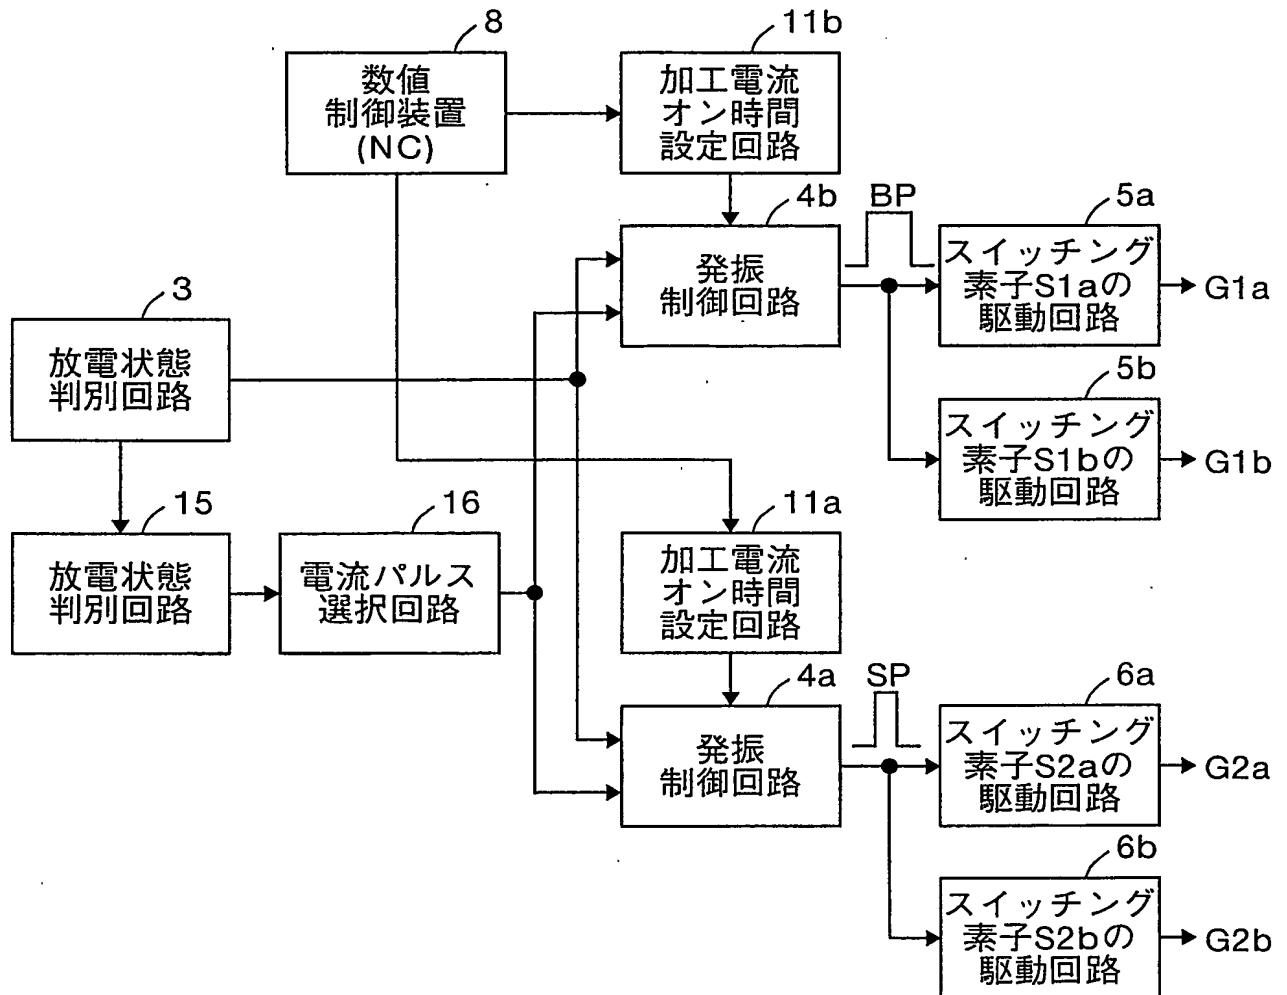 8
数値
制御装置
(NC)
11b
加工電流
オン時間
設定回路
4b
発振
制御回路
BP
5a
スイッチング
素子S1aの
駆動回路
G1a
3
放電状態
判別回路
5b
スイッチング
素子S1bの
駆動回路
G1b
15
放電状態
判別回路
16
電流パルス
選択回路
11a
加工電流
オン時間
設定回路
4a
発振
制御回路
SP
6a
スイッチング
素子S2aの
駆動回路
G2a
6b
スイッチング
素子S2bの
駆動回路
G2b